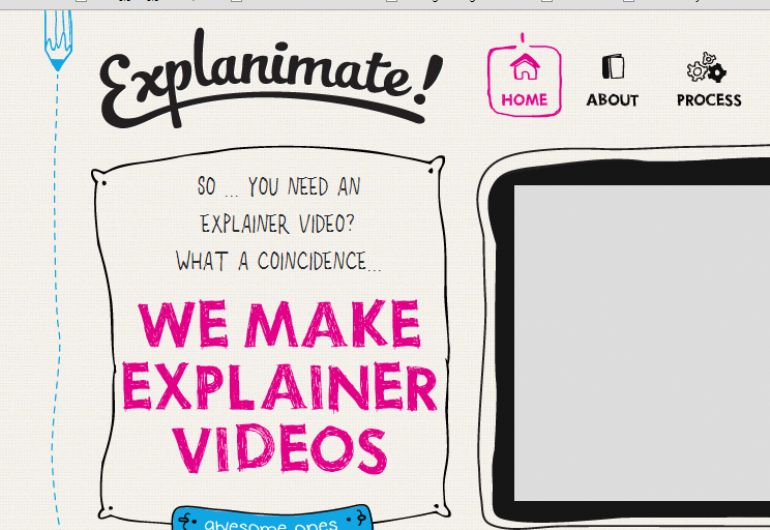 Explanimate!
HOME
ABOUT
PROCESS
SO ... YOU NEED AN
EXPLAINER VIDEO?
WHAT A COINCIDENCE...
WE MAKE
EXPLAINER
VIDEOS
awesome ones